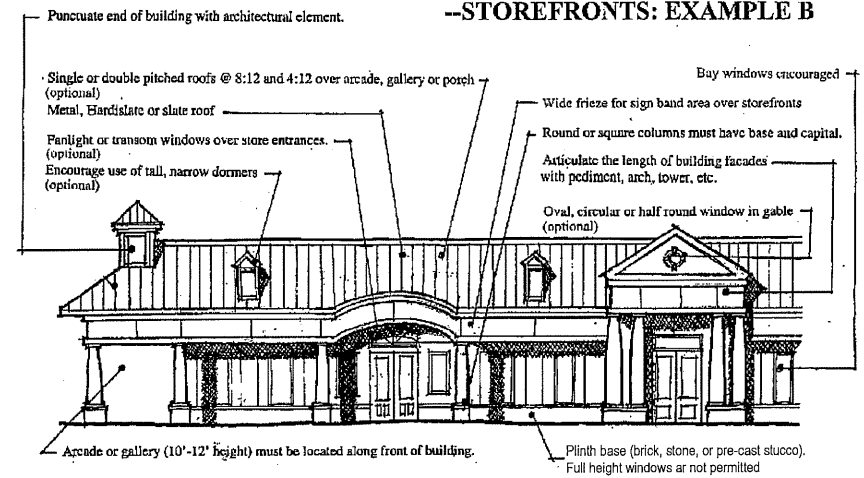 --STOREFRONTS: EXAMPLE B
Punctuate end of building with architectural element.
Single or double pitched roofs @ 8:12 and 4:12 over arcade, gallery or porch
(optional)
Metal, Hardislate or slate roof
Fanlight or transom windows over store entrances.
(optional)
Encourage use of tall, narrow dormers
(optional)
Bay windows encouraged
Wide frieze for sign band area over storefronts
Round or square columns must have base and capital.
Articulate the length of building facades
with pediment, arch, tower, etc.
Oval, circular or half round window in gable
(optional)
Arcade or gallery (10'-12' height) must be located along front of building.
Plinth base (brick, stone, or pre-cast stucco).
Full height windows ar not permitted